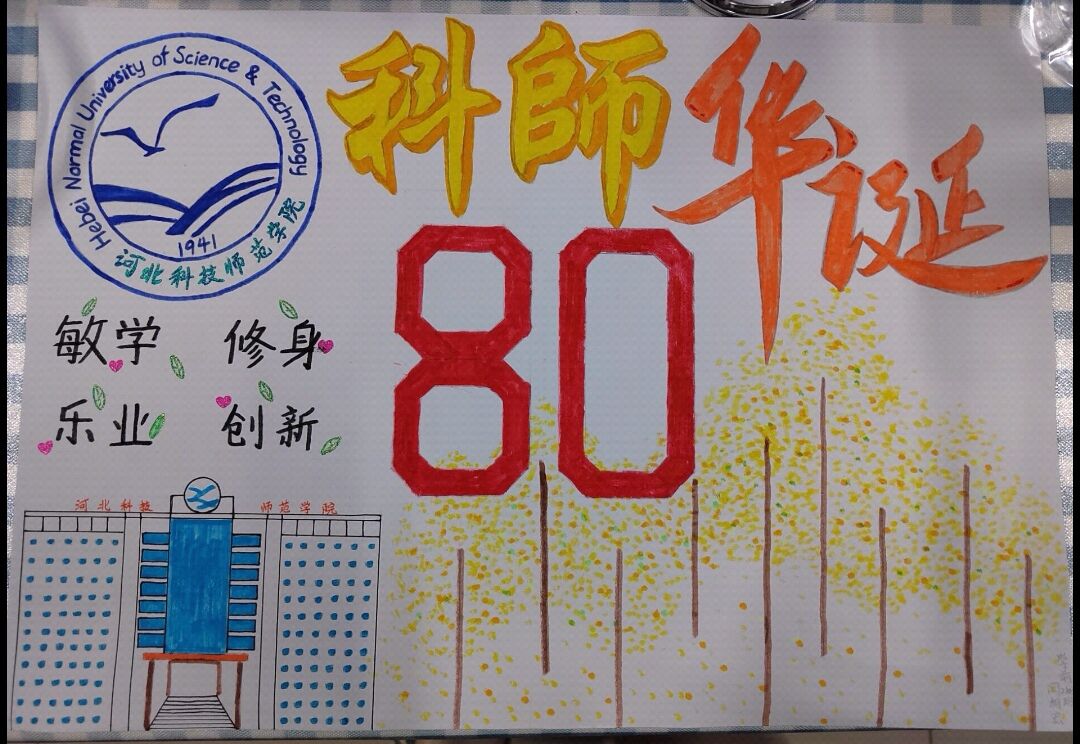 Hebei Normal University of Science & Technology
1941
河北科技师范学院
科師华诞
80
敏学 修身
乐业 创新
河北科技 师范学院